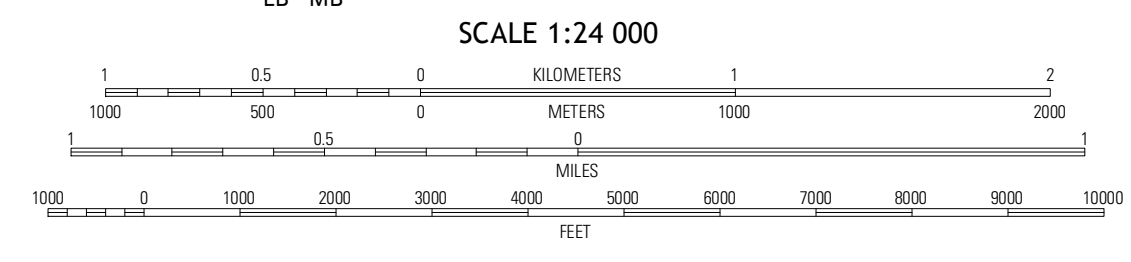 SCALE 1:24 000
1 0.5 0 KILOMETERS 1 2
1000 500 0 METERS 1000 2000
1 0.5 0 1
MILES
1000 0 1000 2000 3000 4000 5000 6000 7000 8000 9000 10000
FEET